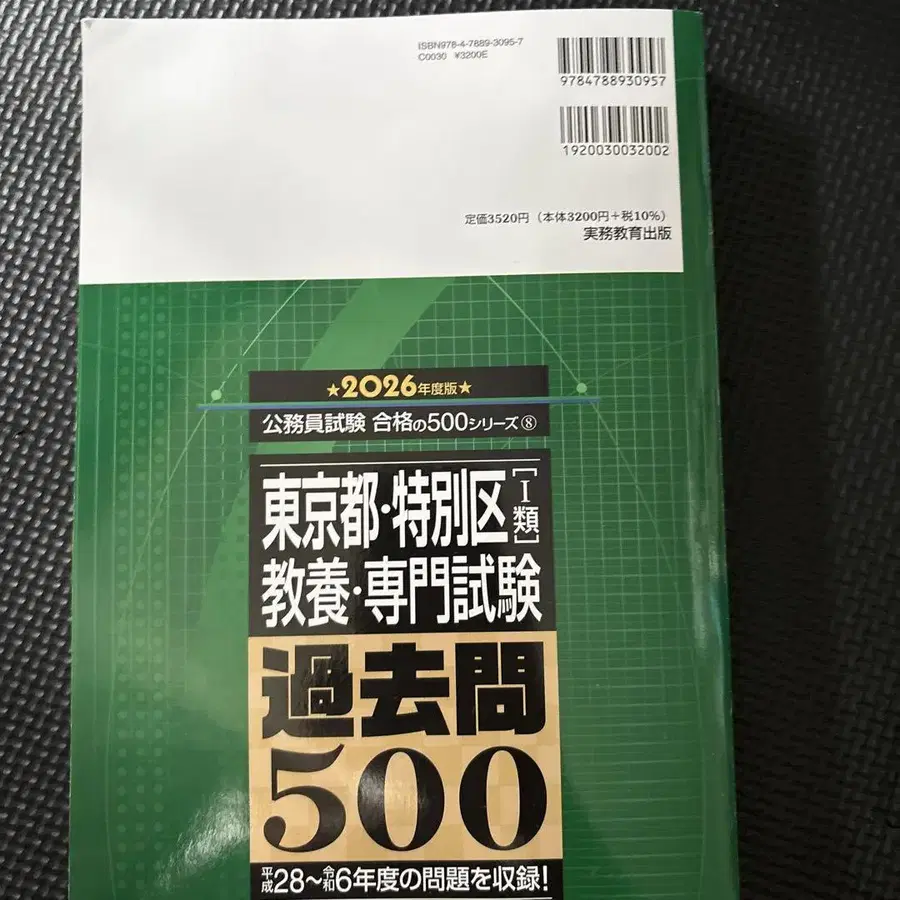 ISBN978-4-7889-3095-7
C0030 ¥3200E
9784788930957
1920030032002
定価3520円（本体3200円＋税10%）
実務教育出版
★2026年度版★
公務員試験 合格の500シリーズ⑧
東京都・特別区［Ⅰ類］
教養・専門試験
過去問
500
平成28～令和6年度の問題を収録！